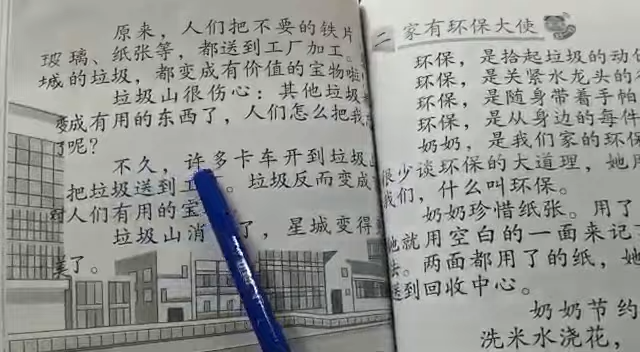 原来，人们把不要的铁片
玻璃、纸张等，都送到工厂加工。
城的垃圾，都变成有价值的宝物啦
垃圾山很伤心：其他垃圾
变成有用的东西了，人们怎么把我
了呢？
不久，许多卡车开到垃圾
把垃圾送到工。垃圾反而变成
对人们有用的宝
垃圾山消了，星城变得
美了。
二 家有环保大使
环保，是拾起垃圾的动
环保，是关紧水龙头的
环保，是随身带着手帕
环保，是从身边的每件
奶奶，是我们家的环保
很少谈环保的大道理，她用
我们，什么叫环保。
奶奶珍惜纸张。用了
她就用空白的一面来记
去。两面都用了的纸，她
送到回收中心。
奶奶节约
洗米水浇花，